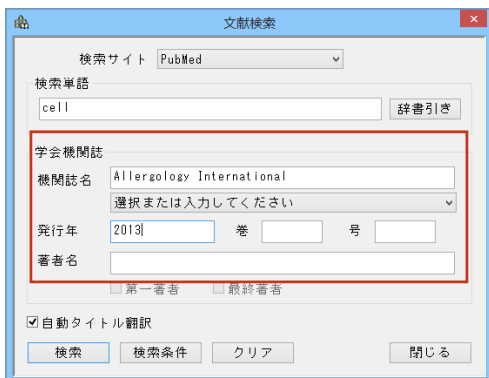 文献検索
検索サイト PubMed
検索単語
cell 辞書引き
学会機関誌
機関誌名 Allergology International
選択または入力してください
発行年 2013 巻 号
著者名
第一著者 最終著者
自動タイトル翻訳
検索 検索条件 クリア 閉じる